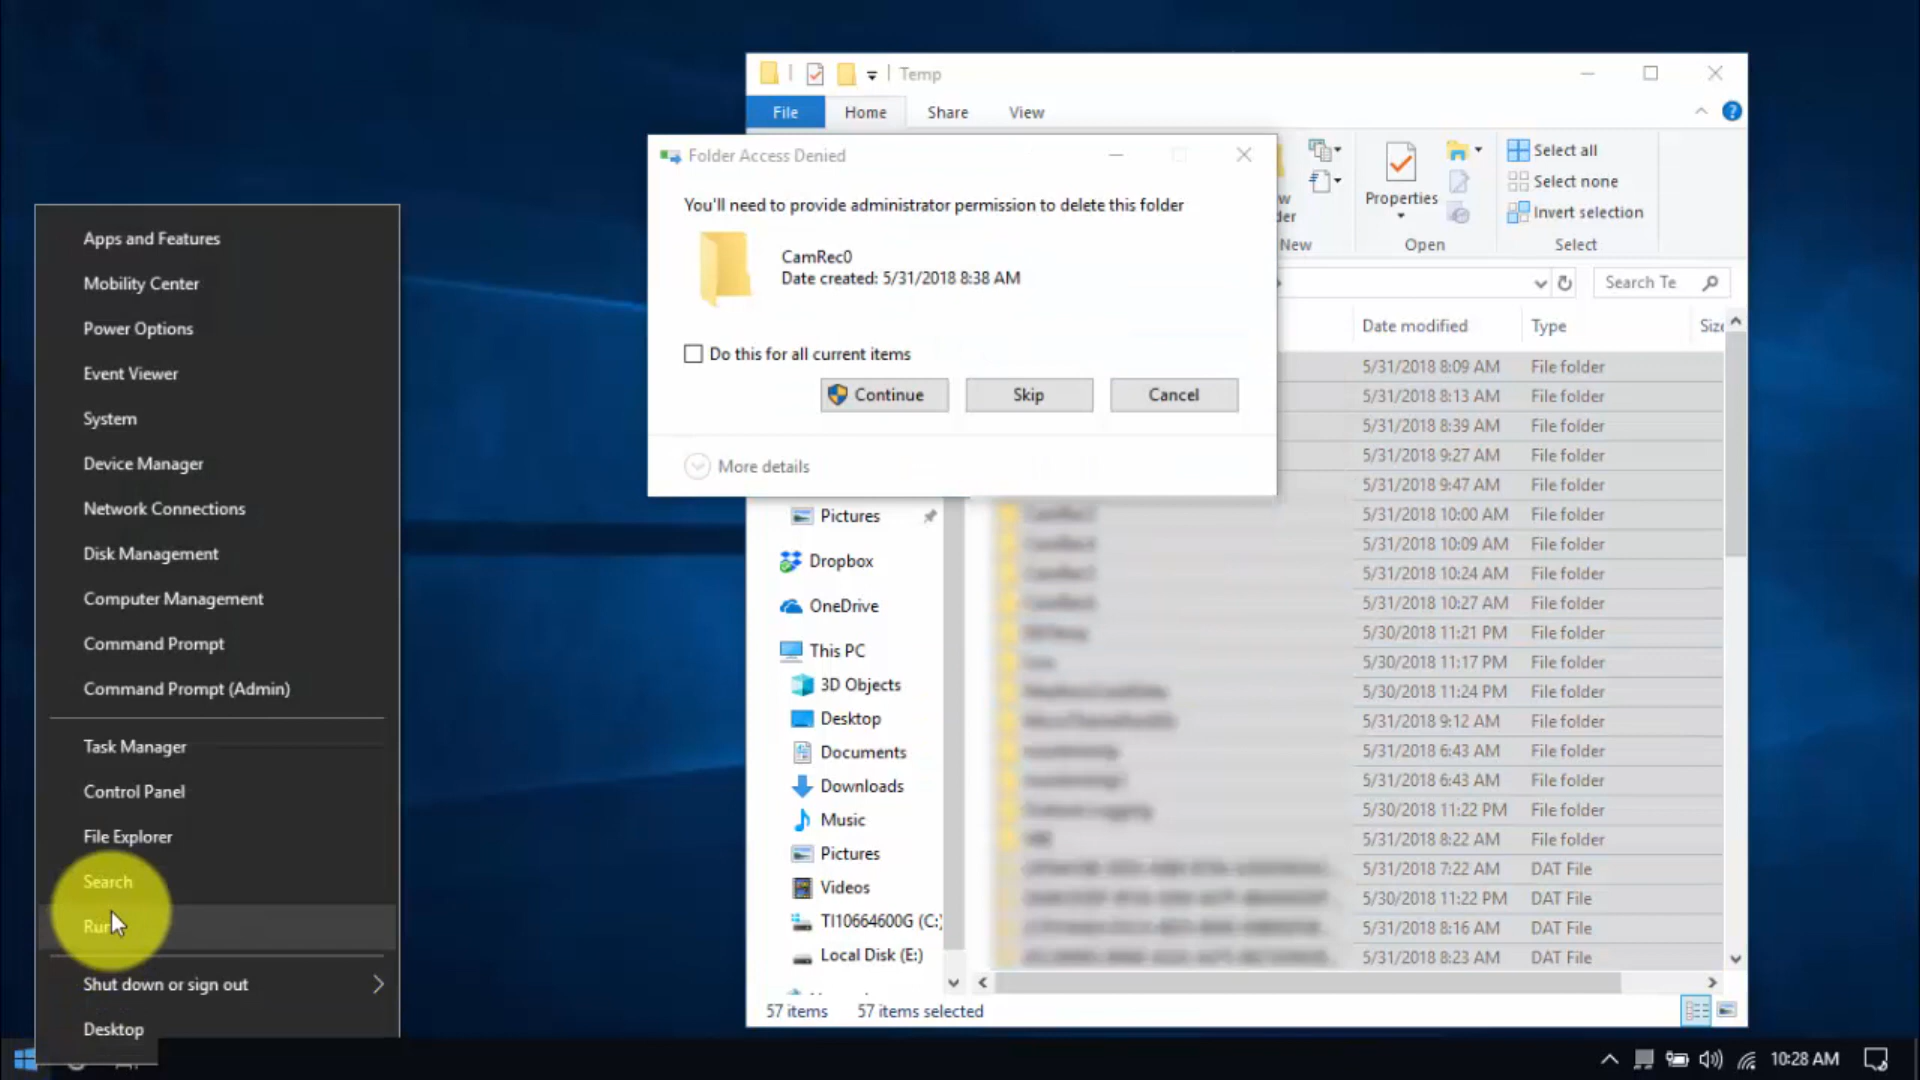 Temp
File
Home
Share
View
Select all
Select none
Invert selection
Properties
New
Open
Select
Search Te
Folder Access Denied
You'll need to provide administrator permission to delete this folder
CamRec0
Date created: 5/31/2018 8:38 AM
Do this for all current items
Continue
Skip
Cancel
More details
Date modified
Type
Size
5/31/2018 8:09 AM File folder
5/31/2018 8:13 AM File folder
5/31/2018 8:39 AM File folder
5/31/2018 9:27 AM File folder
5/31/2018 9:47 AM File folder
5/31/2018 10:00 AM File folder
5/31/2018 10:09 AM File folder
5/31/2018 10:24 AM File folder
5/31/2018 10:27 AM File folder
5/30/2018 11:21 PM File folder
5/30/2018 11:17 PM File folder
5/30/2018 11:24 PM File folder
5/31/2018 9:12 AM File folder
5/31/2018 6:43 AM File folder
5/31/2018 6:43 AM File folder
5/30/2018 11:22 PM File folder
5/31/2018 8:22 AM File folder
5/31/2018 7:22 AM DAT File
5/30/2018 11:22 PM DAT File
5/31/2018 8:16 AM DAT File
5/31/2018 8:23 AM DAT File
Pictures
Dropbox
OneDrive
This PC
3D Objects
Desktop
Documents
Downloads
Music
Pictures
Videos
TI10664600G (C:)
Local Disk (E:)
57 items
57 items selected
Apps and Features
Mobility Center
Power Options
Event Viewer
System
Device Manager
Network Connections
Disk Management
Computer Management
Command Prompt
Command Prompt (Admin)
Task Manager
Control Panel
File Explorer
Search
Run
Shut down or sign out
Desktop
10:28 AM